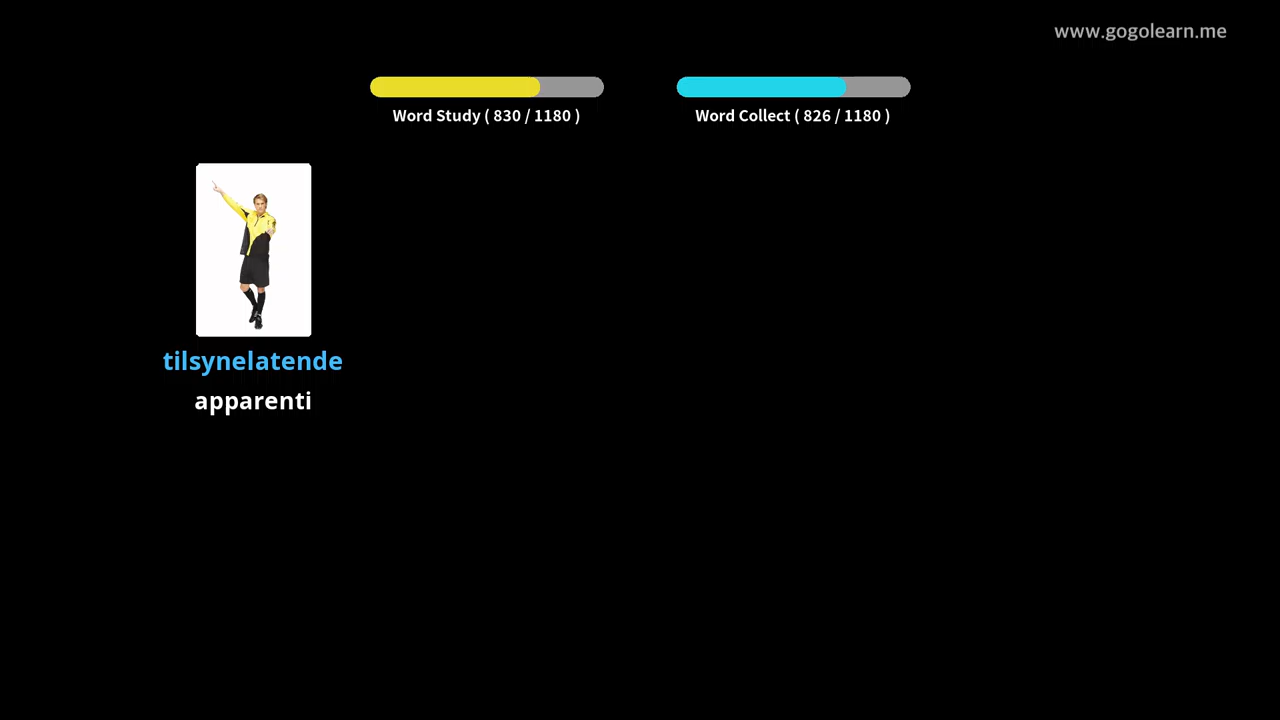 www.gogolearn.me
Word Study ( 830 / 1180 )
Word Collect ( 826 / 1180 )
tilsynelatende
apparenti